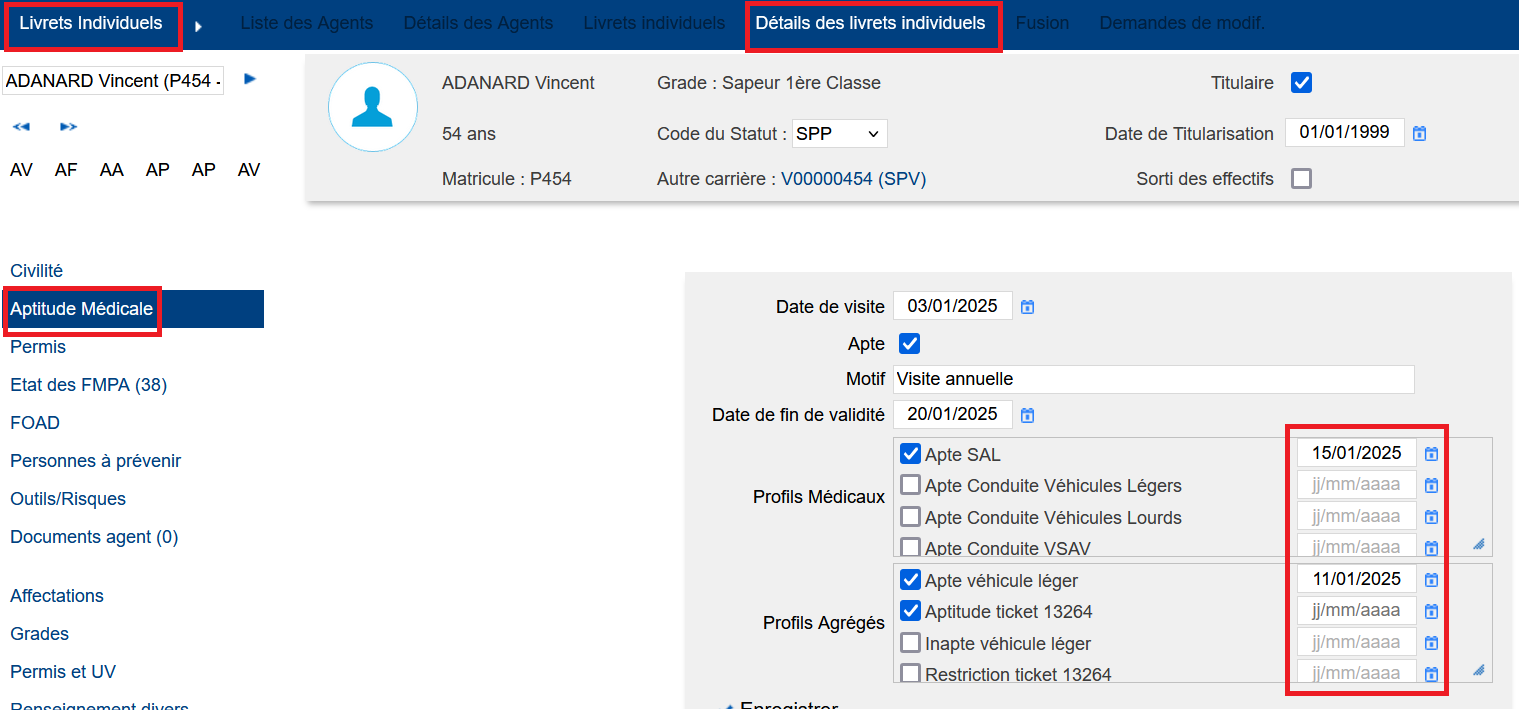 Livrets Individuels Liste des Agents Détails des Agents Livrets individuels Détails des livrets individuels Fusion Demandes de modif.
ADANARD Vincent (P454 -
AV AF AA AP AP AV
ADANARD Vincent Grade : Sapeur 1ère Classe Titulaire
54 ans Code du Statut : SPP Date de Titularisation 01/01/1999
Matricule : P454 Autre carrière : V00000454 (SPV) Sorti des effectifs
Civilité
Aptitude Médicale
Permis
Etat des FMPA (38)
FOAD
Personnes à prévenir
Outils/Risques
Documents agent (0)
Affectations
Grades
Permis et UV
Renseignement divers
Date de visite 03/01/2025
Apte
Motif Visite annuelle
Date de fin de validité 20/01/2025
Profils Médicaux
Apte SAL 15/01/2025
Apte Conduite Véhicules Légers jj/mm/aaaa
Apte Conduite Véhicules Lourds jj/mm/aaaa
Apte Conduite VSAV jj/mm/aaaa
Profils Agrégés
Apte véhicule léger 11/01/2025
Aptitude ticket 13264 jj/mm/aaaa
Inapte véhicule léger jj/mm/aaaa
Restriction ticket 13264 jj/mm/aaaa
Enregistrer